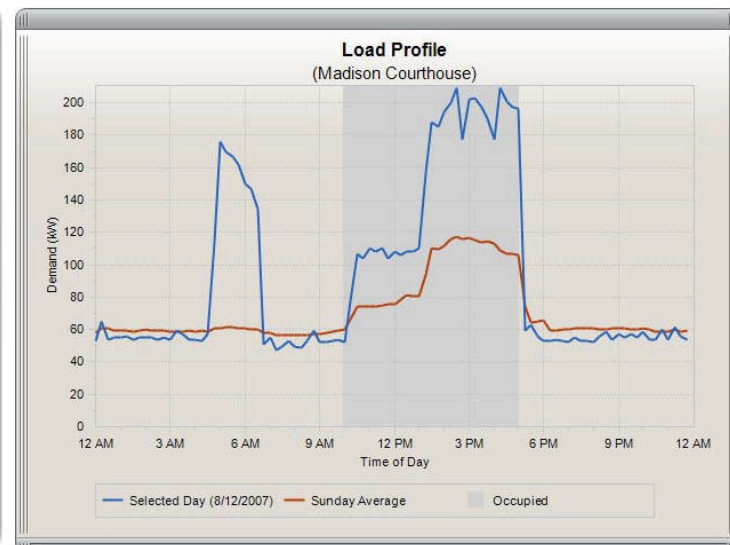 Load Profile
(Madison Courthouse)
Demand (kW)
200
180
160
140
120
100
80
60
40
20
0
12 AM 3 AM 6 AM 9 AM 12 PM 3 PM 6 PM 9 PM 12 AM
Time of Day
Selected Day (8/12/2007) Sunday Average Occupied